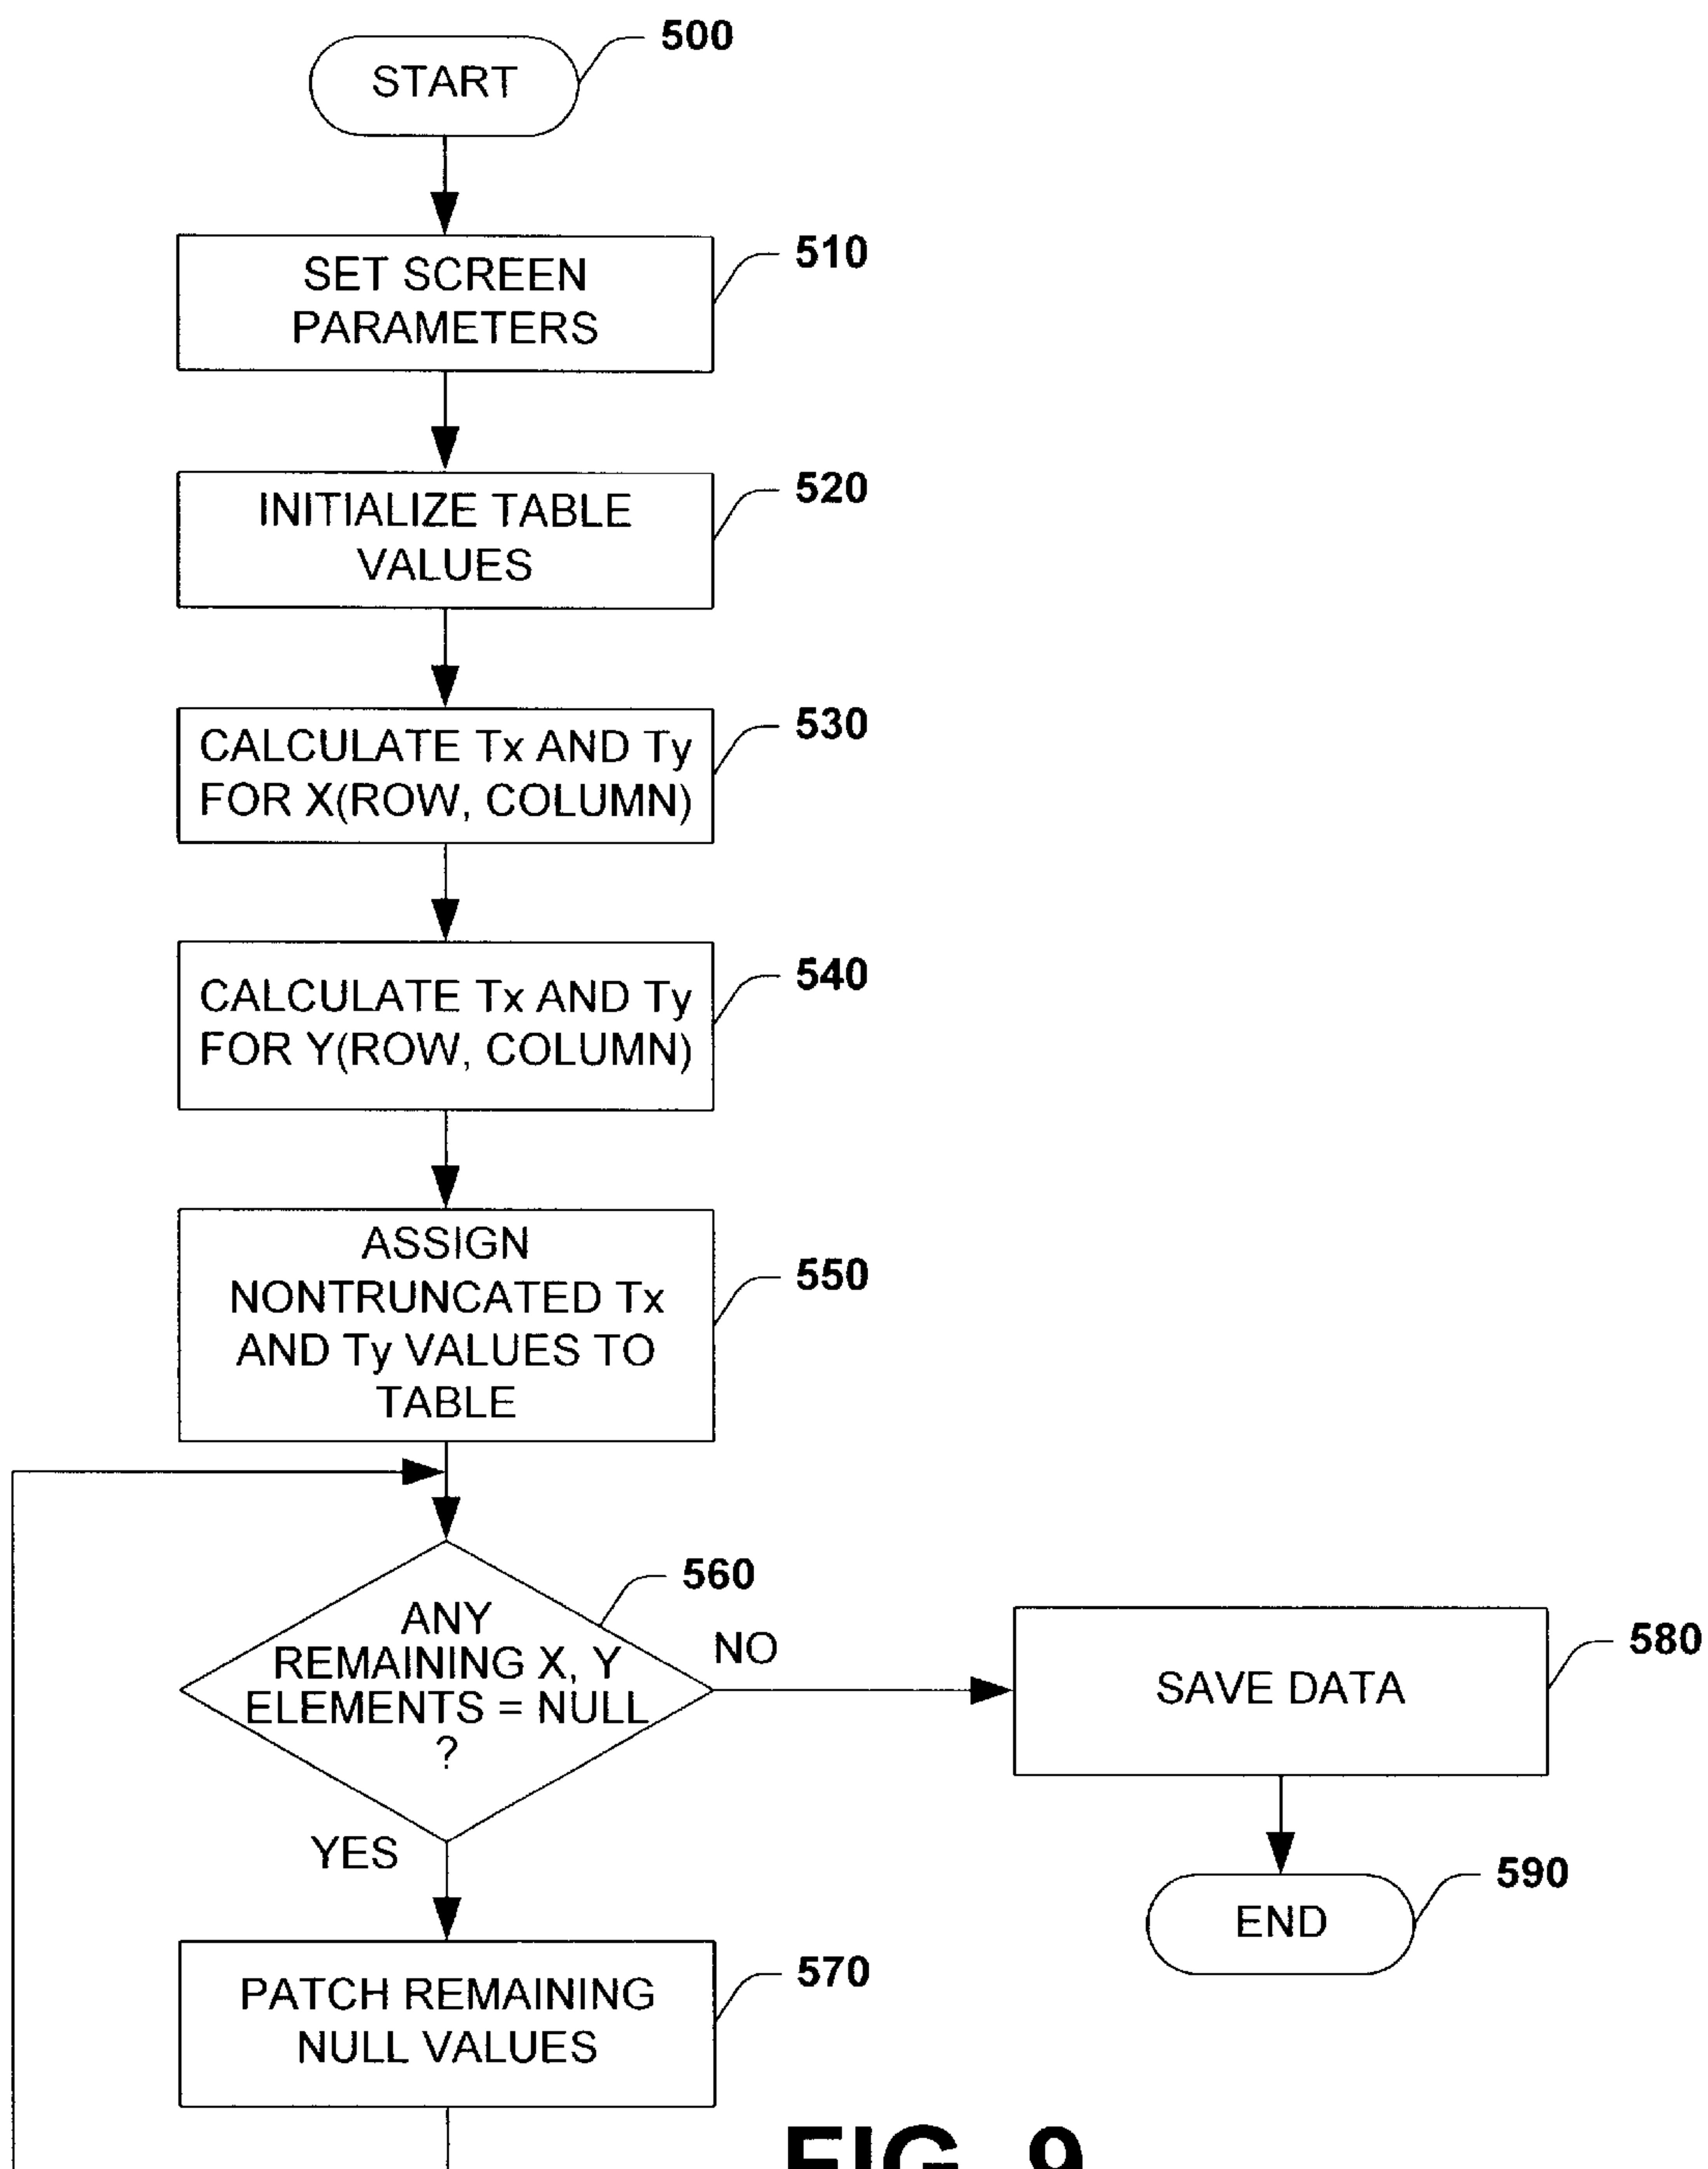 START
500
SET SCREEN
PARAMETERS
510
INITIALIZE TABLE
VALUES
520
CALCULATE Tx AND Ty
FOR X(ROW, COLUMN)
530
CALCULATE Tx AND Ty
FOR Y(ROW, COLUMN)
540
ASSIGN
NONTRUNCATED Tx
AND Ty VALUES TO
TABLE
550
ANY
REMAINING X, Y
ELEMENTS = NULL
?
560
NO
SAVE DATA
580
YES
END
590
PATCH REMAINING
NULL VALUES
570
FIG. 9